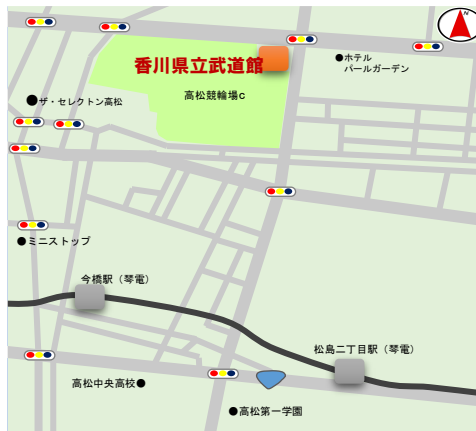 N
香川県立武道館
●ホテル
パールガーデン
高松競輪場c
●ザ・セレクトン高松
●ミニストップ
今橋駅（琴電）
松島二丁目駅（琴電）
高松中央高校●
●高松第一学園